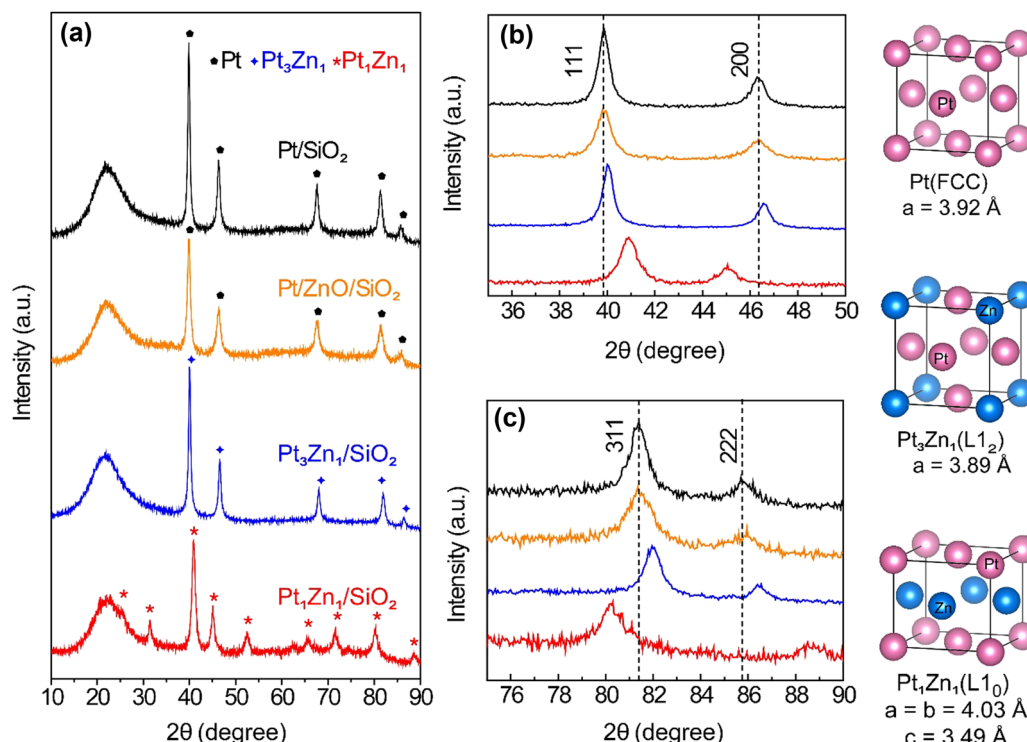 (a)
Pt Pt₃Zn₁ *Pt₁Zn₁
Pt/SiO₂
Pt/ZnO/SiO₂
Pt₃Zn₁/SiO₂
Pt₁Zn₁/SiO₂
Intensity (a.u.)
10 20 30 40 50 60 70 80 90
2θ (degree)
(b)
111
200
Intensity (a.u.)
36 38 40 42 44 46 48 50
2θ (degree)
(c)
311
222
Intensity (a.u.)
76 78 80 82 84 86 88 90
2θ (degree)
Pt
Pt(FCC)
a = 3.92 Å
Zn
Pt
Pt₃Zn₁(L1₂)
a = 3.89 Å
Pt
Zn
Pt₁Zn₁(L1₀)
a = b = 4.03 Å
c = 3.49 Å